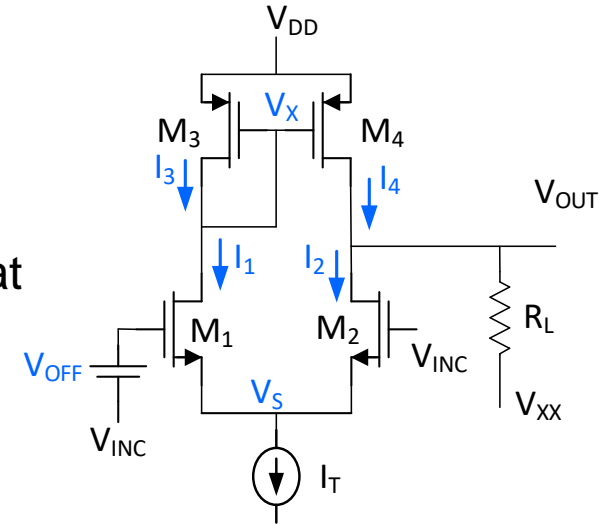 V_DD
V_X
M_3
M_4
I_3
I_4
V_OUT
at
I_1
I_2
M_1
M_2
R_L
V_OFF
V_INC
V_S
V_XX
V_INC
I_T